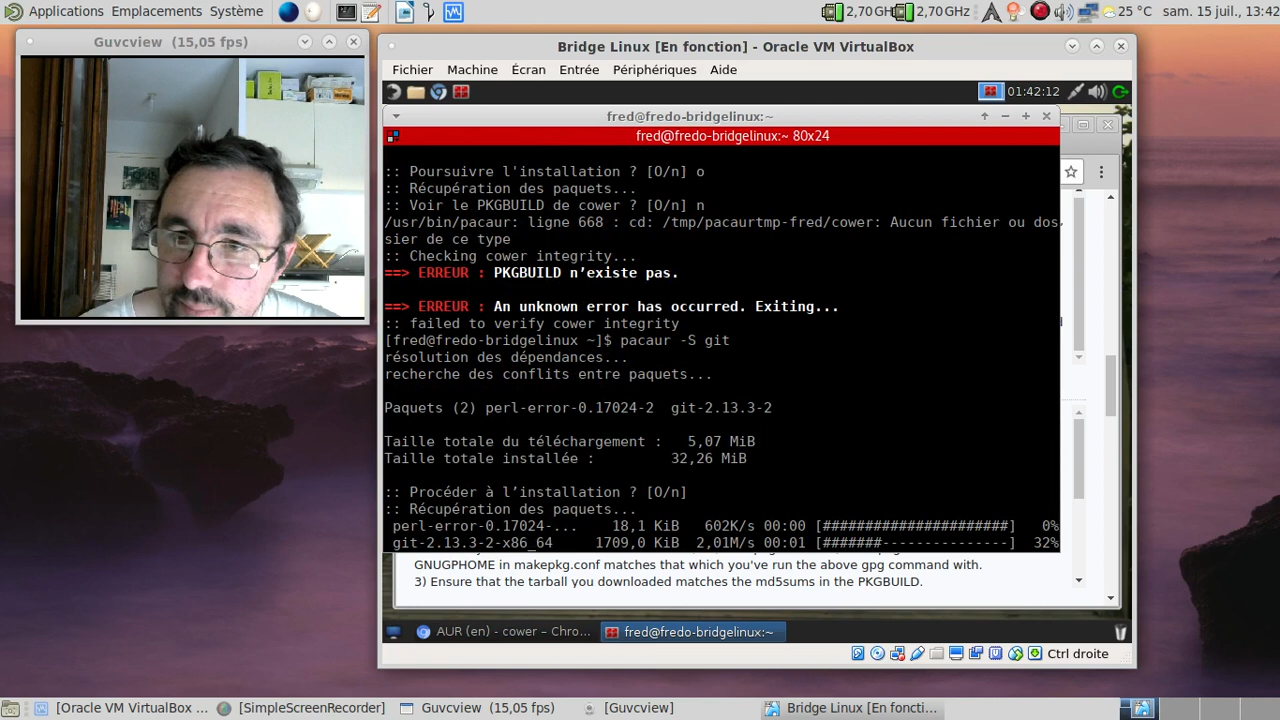 Applications Emplacements Système
2,70 GHz
2,70 GHz
25 °C
sam. 15 juil., 13:42
Guvcview (15,05 fps)
Bridge Linux [En fonction] - Oracle VM VirtualBox
Fichier Machine Écran Entrée Périphériques Aide
01:42:12
fred@fredo-bridgelinux:~
fred@fredo-bridgelinux:~ 80x24
:: Poursuivre l'installation ? [O/n] o
:: Récupération des paquets...
:: Voir le PKGBUILD de cower ? [O/n] n
/usr/bin/pacaur: ligne 668 : cd: /tmp/pacaurtmp-fred/cower: Aucun fichier ou dos
sier de ce type
:: Checking cower integrity...
==> ERREUR : PKGBUILD n’existe pas.
==> ERREUR : An unknown error has occurred. Exiting...
:: failed to verify cower integrity
[fred@fredo-bridgelinux ~]$ pacaur -S git
résolution des dépendances...
recherche des conflits entre paquets...
Paquets (2) perl-error-0.17024-2 git-2.13.3-2
Taille totale du téléchargement : 5,07 MiB
Taille totale installée : 32,26 MiB
:: Procéder à l’installation ? [O/n]
:: Récupération des paquets...
perl-error-0.17024-... 18,1 KiB 602K/s 00:00 [######################] 0%
git-2.13.3-2-x86_64 1709,0 KiB 2,01M/s 00:01 [#######---------------] 32%
GNUGPHOME in makepkg.conf matches that which you've run the above gpg command with.
3) Ensure that the tarball you downloaded matches the md5sums in the PKGBUILD.
AUR (en) - cower – Chro...
fred@fredo-bridgelinux:~
Ctrl droite
[Oracle VM VirtualBox ...
[SimpleScreenRecorder]
Guvcview (15,05 fps)
[Guvcview]
Bridge Linux [En foncti...